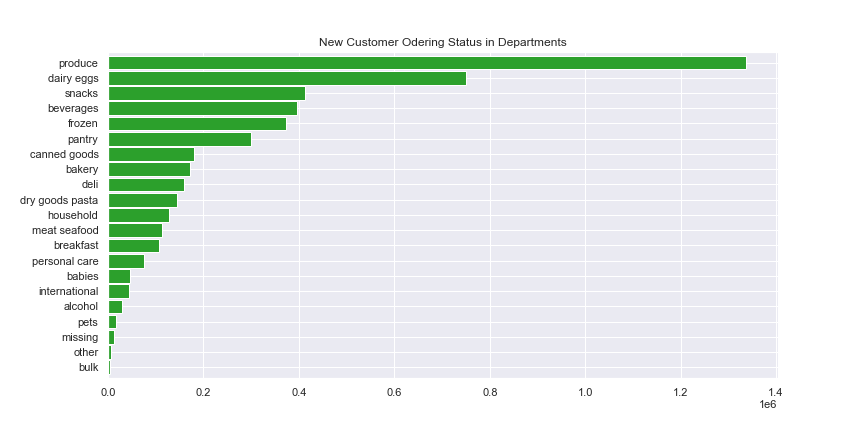 New Customer Odering Status in Departments
produce
dairy eggs
snacks
beverages
frozen
pantry
canned goods
bakery
deli
dry goods pasta
household
meat seafood
breakfast
personal care
babies
international
alcohol
pets
missing
other
bulk
0.0 0.2 0.4 0.6 0.8 1.0 1.2 1.4
1e6